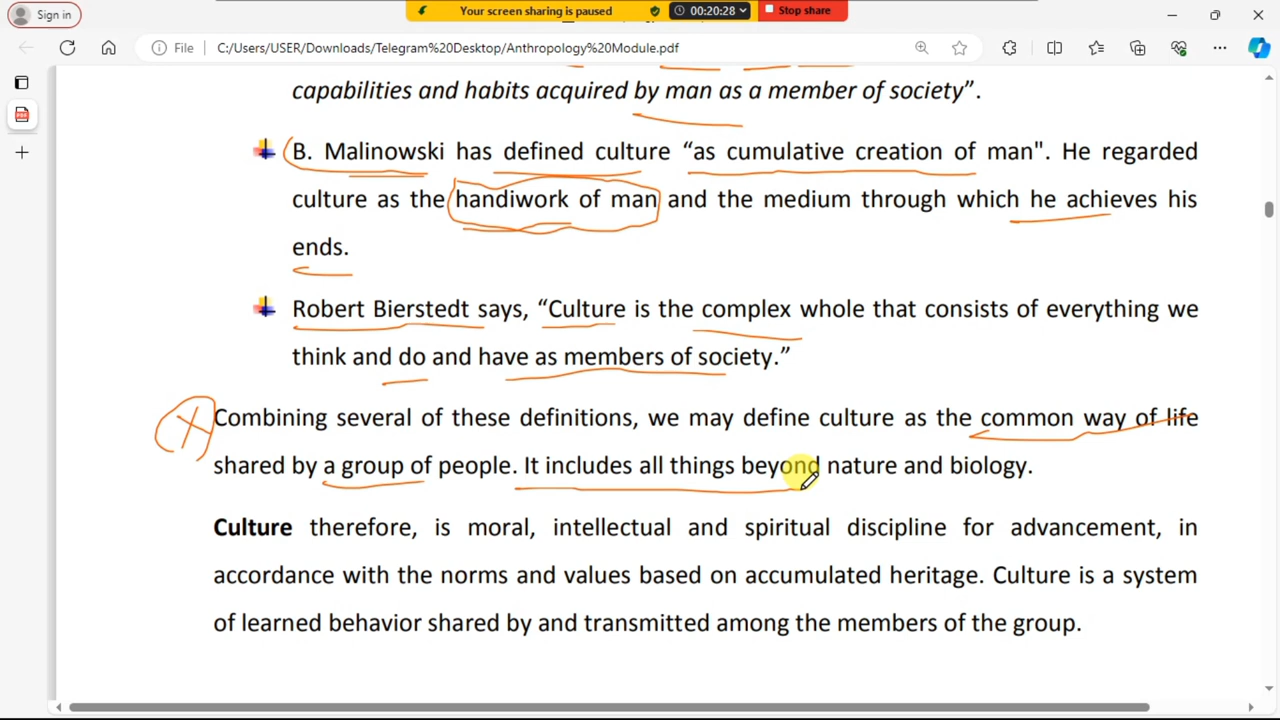 Sign in
Your screen sharing is paused
00:20:28
Stop share
File
C:/Users/USER/Downloads/Telegram%20Desktop/Anthropology%20Module.pdf
capabilities and habits acquired by man as a member of society”.
B. Malinowski has defined culture “as cumulative creation of man". He regarded
culture as the handiwork of man and the medium through which he achieves his
ends.
Robert Bierstedt says, “Culture is the complex whole that consists of everything we
think and do and have as members of society.”
Combining several of these definitions, we may define culture as the common way of life
shared by a group of people. It includes all things beyond nature and biology.
Culture therefore, is moral, intellectual and spiritual discipline for advancement, in
accordance with the norms and values based on accumulated heritage. Culture is a system
of learned behavior shared by and transmitted among the members of the group.